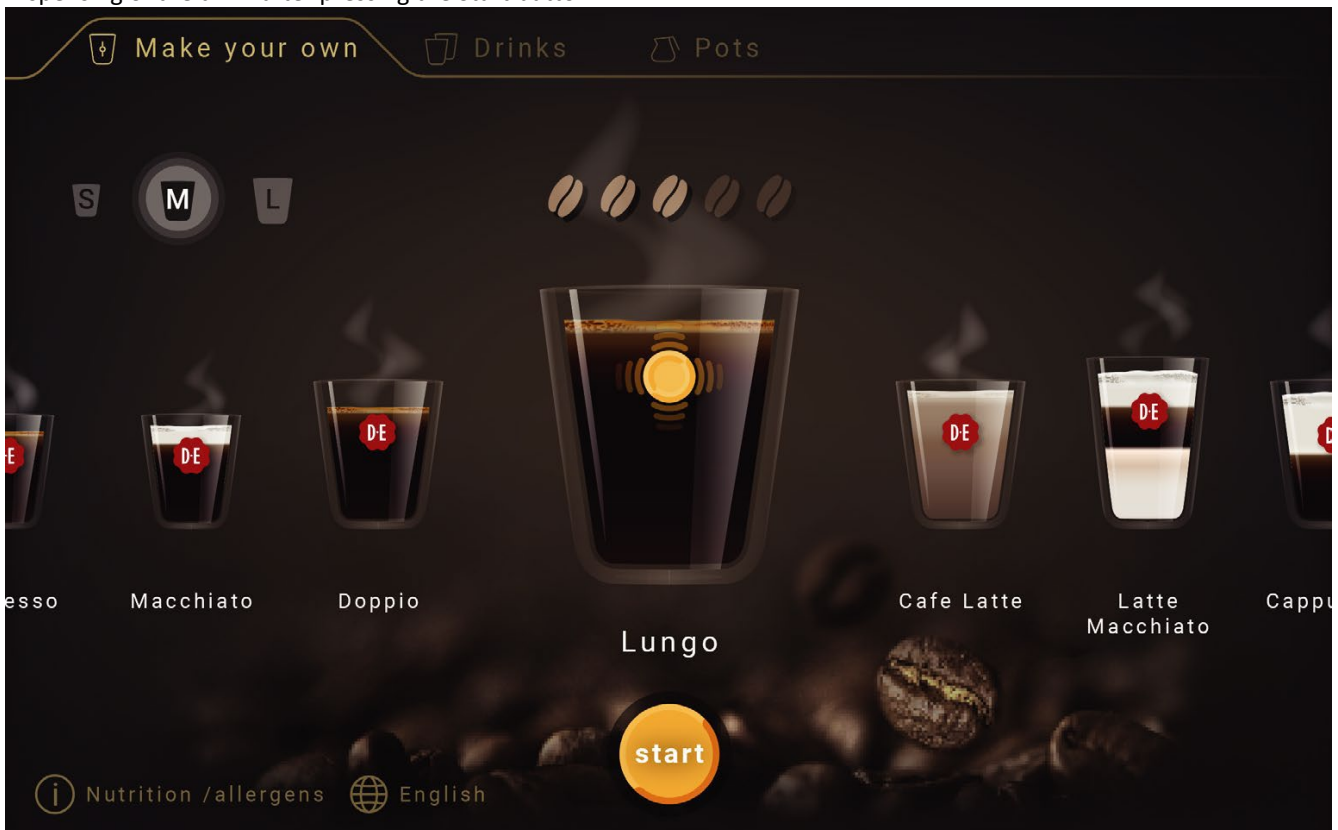 Make your own
Drinks
Pots
S
M
L
D·E
D·E
D·E
D·E
esso
Macchiato
Doppio
Lungo
Cafe Latte
Latte
Macchiato
Cappu
start
Nutrition /allergens
English